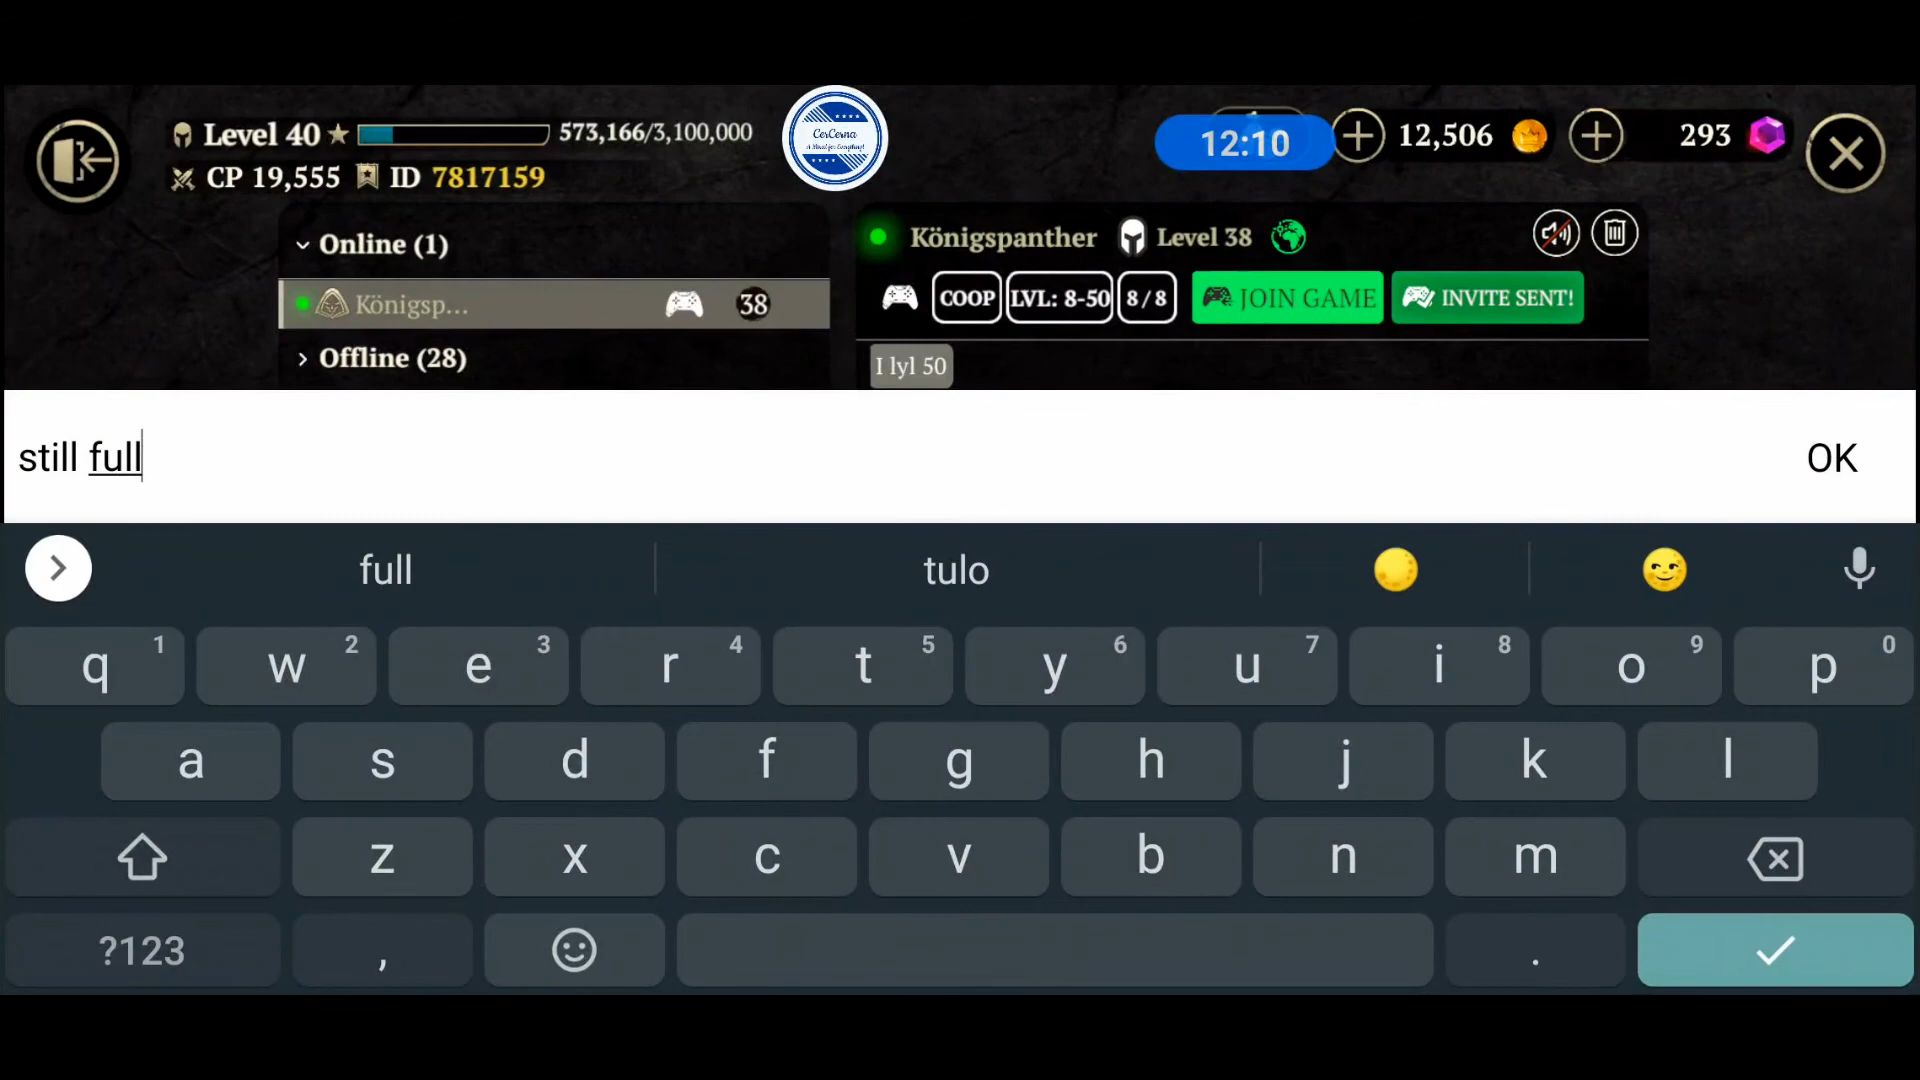 Level 40 573,166/3,100,000
CP 19,555 ID 7817159
CerCerna
12:10
12,506
293
Online (1)
Königsp... 38
Offline (28)
Königspanther Level 38
COOP LVL: 8-50 8/8 JOIN GAME INVITE SENT!
I lyl 50
still full OK
full tulo
q 1 w 2 e 3 r 4 t 5 y 6 u 7 i 8 o 9 p 0
a s d f g h j k l
z x c v b n m
?123 , .